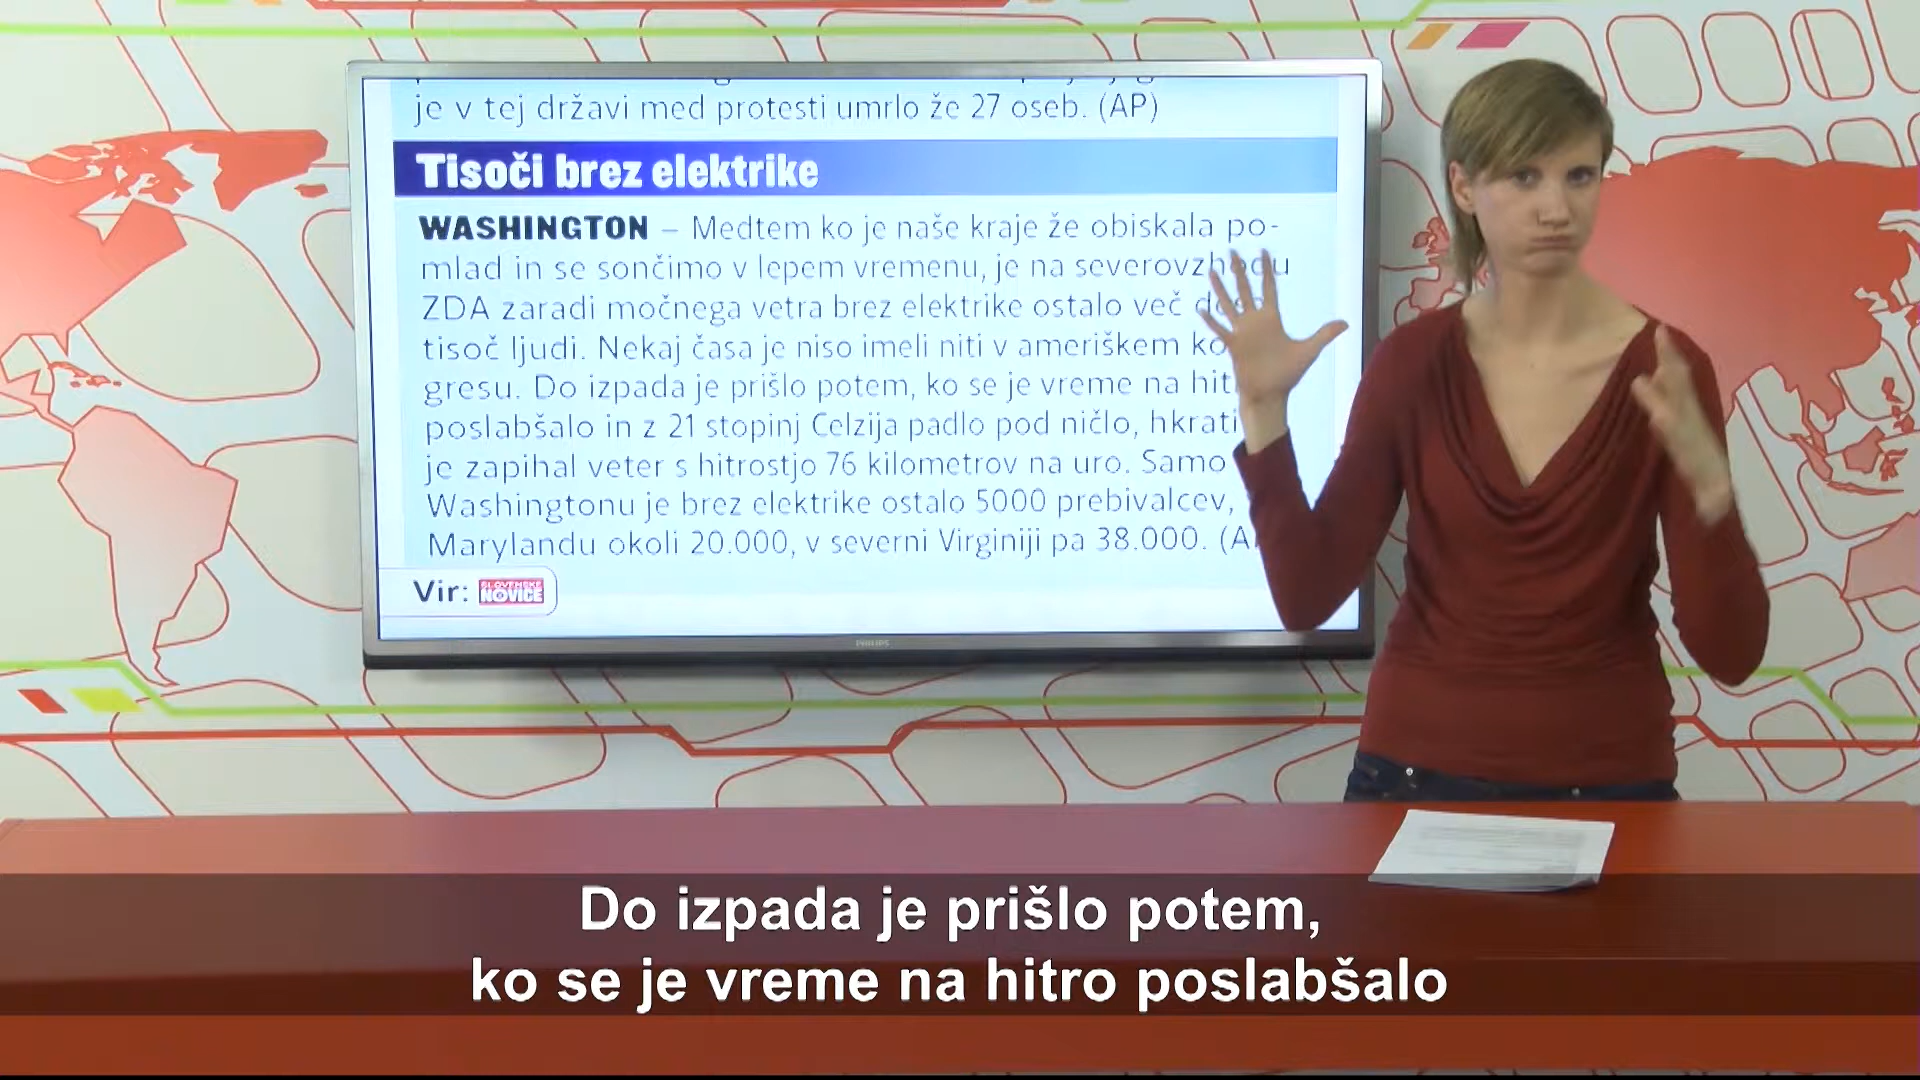 je v tej državi med protesti umrlo že 27 oseb. (AP)
Tisoči brez elektrike
WASHINGTON – Medtem ko je naše kraje že obiskala po-
mlad in se sončimo v lepem vremenu, je na severovzhodu
ZDA zaradi močnega vetra brez elektrike ostalo več
tisoč ljudi. Nekaj časa je niso imeli niti v ameriškem
gresu. Do izpada je prišlo potem, ko se je vreme na
poslabšalo in z 21 stopinj Celzija padlo pod ničlo, hkrati
je zapihal veter s hitrostjo 76 kilometrov na uro. Samo
Washingtonu je brez elektrike ostalo 5000 prebivalcev,
Marylandu okoli 20.000, v severni Virginiji pa 38.000.
Vir: SLOVENSKE
NOVICE
PHILIPS
Do izpada je prišlo potem,
ko se je vreme na hitro poslabšalo